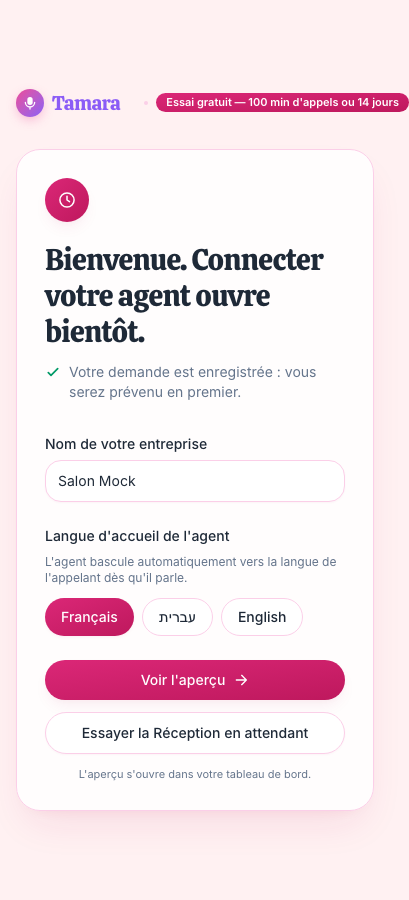 Tamara
Essai gratuit — 100 min d'appels ou 14 jours
Bienvenue. Connecter
votre agent ouvre
bientôt.
Votre demande est enregistrée : vous
serez prévenu en premier.
Nom de votre entreprise
Salon Mock
Langue d'accueil de l'agent
L'agent bascule automatiquement vers la langue de
l'appelant dès qu'il parle.
Français
עברית
English
Voir l'aperçu
Essayer la Réception en attendant
L'aperçu s'ouvre dans votre tableau de bord.